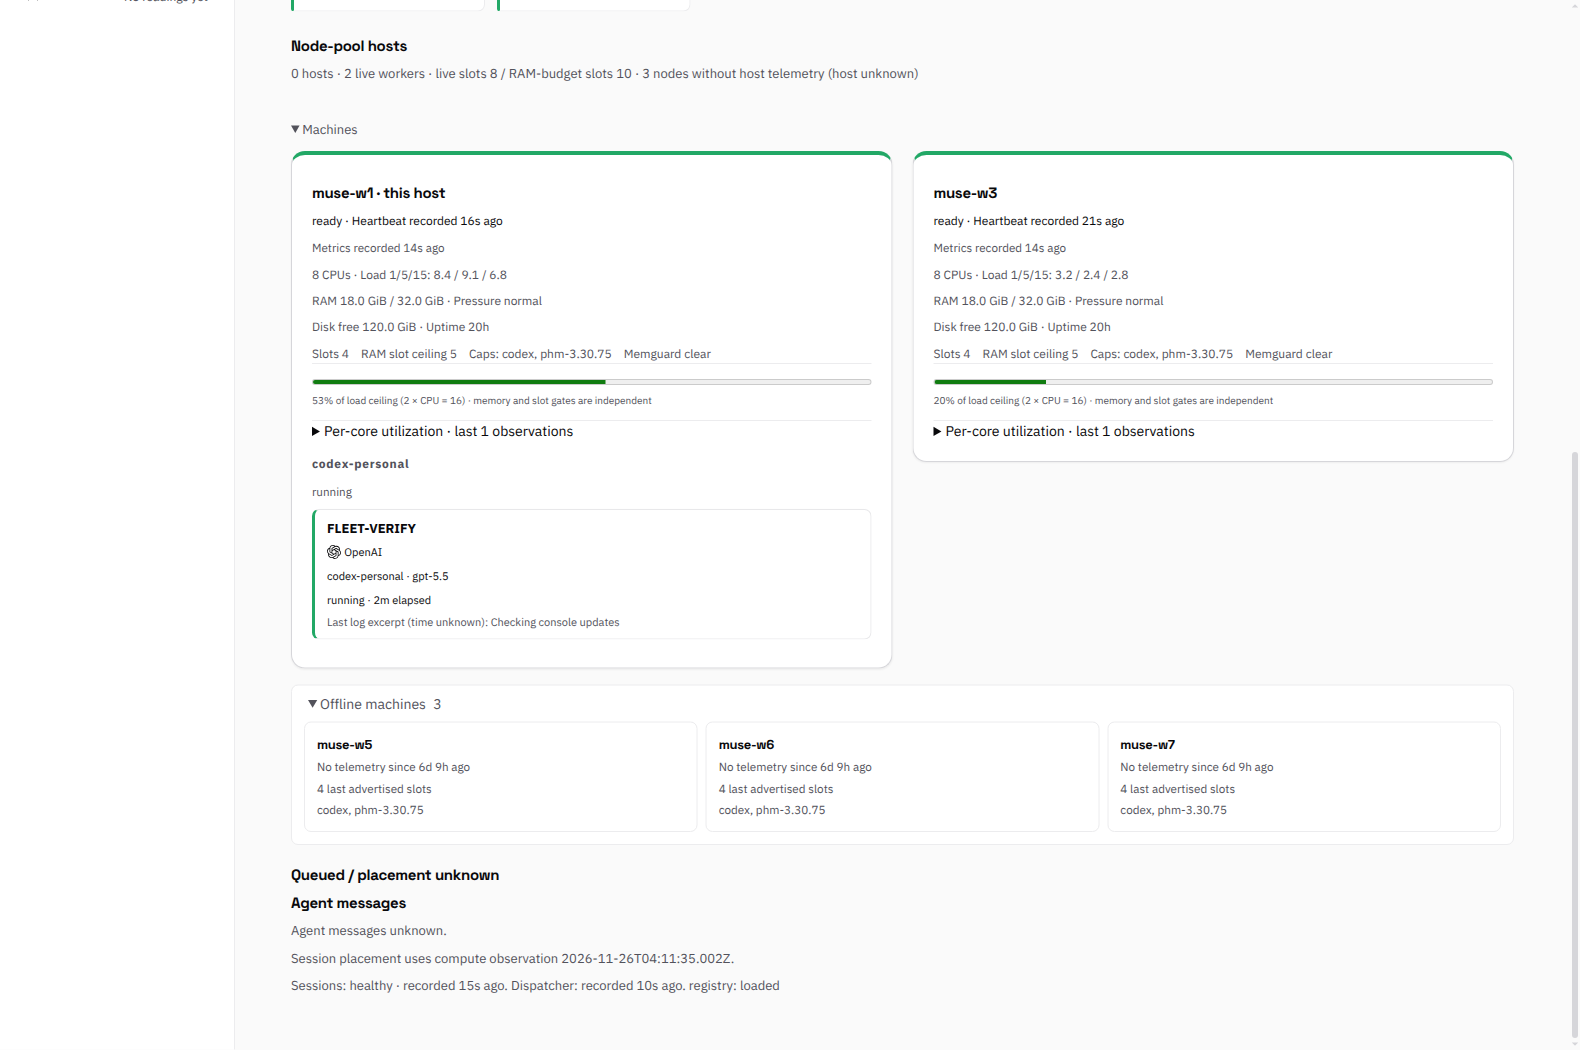 Node-pool hosts
0 hosts · 2 live workers · live slots 8 / RAM-budget slots 10 · 3 nodes without host telemetry (host unknown)
Machines
muse-w1 · this host
ready · Heartbeat recorded 16s ago
Metrics recorded 14s ago
8 CPUs · Load 1/5/15: 8.4 / 9.1 / 6.8
RAM 18.0 GiB / 32.0 GiB · Pressure normal
Disk free 120.0 GiB · Uptime 20h
Slots 4 RAM slot ceiling 5 Caps: codex, phm-3.30.75 Memguard clear
53% of load ceiling (2 × CPU = 16) · memory and slot gates are independent
Per-core utilization · last 1 observations
codex-personal
running
FLEET-VERIFY
OpenAI
codex-personal · gpt-5.5
running · 2m elapsed
Last log excerpt (time unknown): Checking console updates
muse-w3
ready · Heartbeat recorded 21s ago
Metrics recorded 14s ago
8 CPUs · Load 1/5/15: 3.2 / 2.4 / 2.8
RAM 18.0 GiB / 32.0 GiB · Pressure normal
Disk free 120.0 GiB · Uptime 20h
Slots 4 RAM slot ceiling 5 Caps: codex, phm-3.30.75 Memguard clear
20% of load ceiling (2 × CPU = 16) · memory and slot gates are independent
Per-core utilization · last 1 observations
Offline machines 3
muse-w5
No telemetry since 6d 9h ago
4 last advertised slots
codex, phm-3.30.75
muse-w6
No telemetry since 6d 9h ago
4 last advertised slots
codex, phm-3.30.75
muse-w7
No telemetry since 6d 9h ago
4 last advertised slots
codex, phm-3.30.75
Queued / placement unknown
Agent messages
Agent messages unknown.
Session placement uses compute observation 2026-11-26T04:11:35.002Z.
Sessions: healthy · recorded 15s ago. Dispatcher: recorded 10s ago. registry: loaded